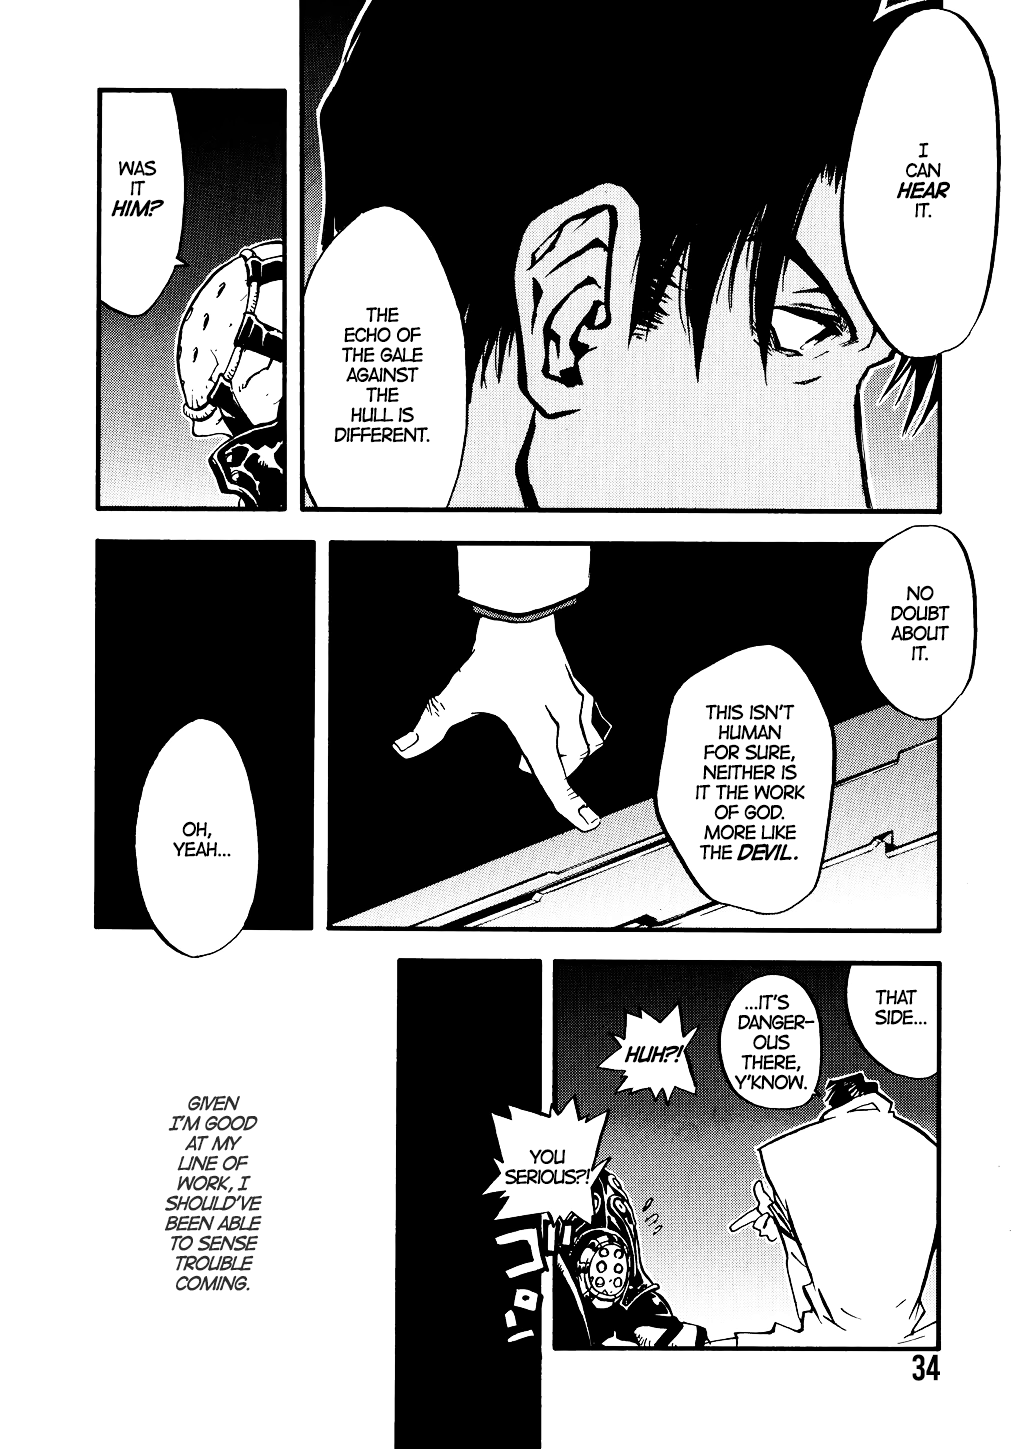 I
CAN
HEAR
IT.
THE
ECHO OF
THE GALE
AGAINST
THE
HULL IS
DIFFERENT.
WAS
IT
HIM?
NO
DOUBT
ABOUT
IT.
THIS ISN'T
HUMAN
FOR SURE,
NEITHER IS
IT THE WORK
OF GOD.
MORE LIKE
THE DEVIL.
OH,
YEAH...
THAT
SIDE...
...IT'S
DANGER-
OUS
THERE,
Y'KNOW.
HUH?!
YOU
SERIOUS?!
GIVEN
I'M GOOD
AT MY
LINE OF
WORK, I
SHOULD'VE
BEEN ABLE
TO SENSE
TROUBLE
COMING.
34